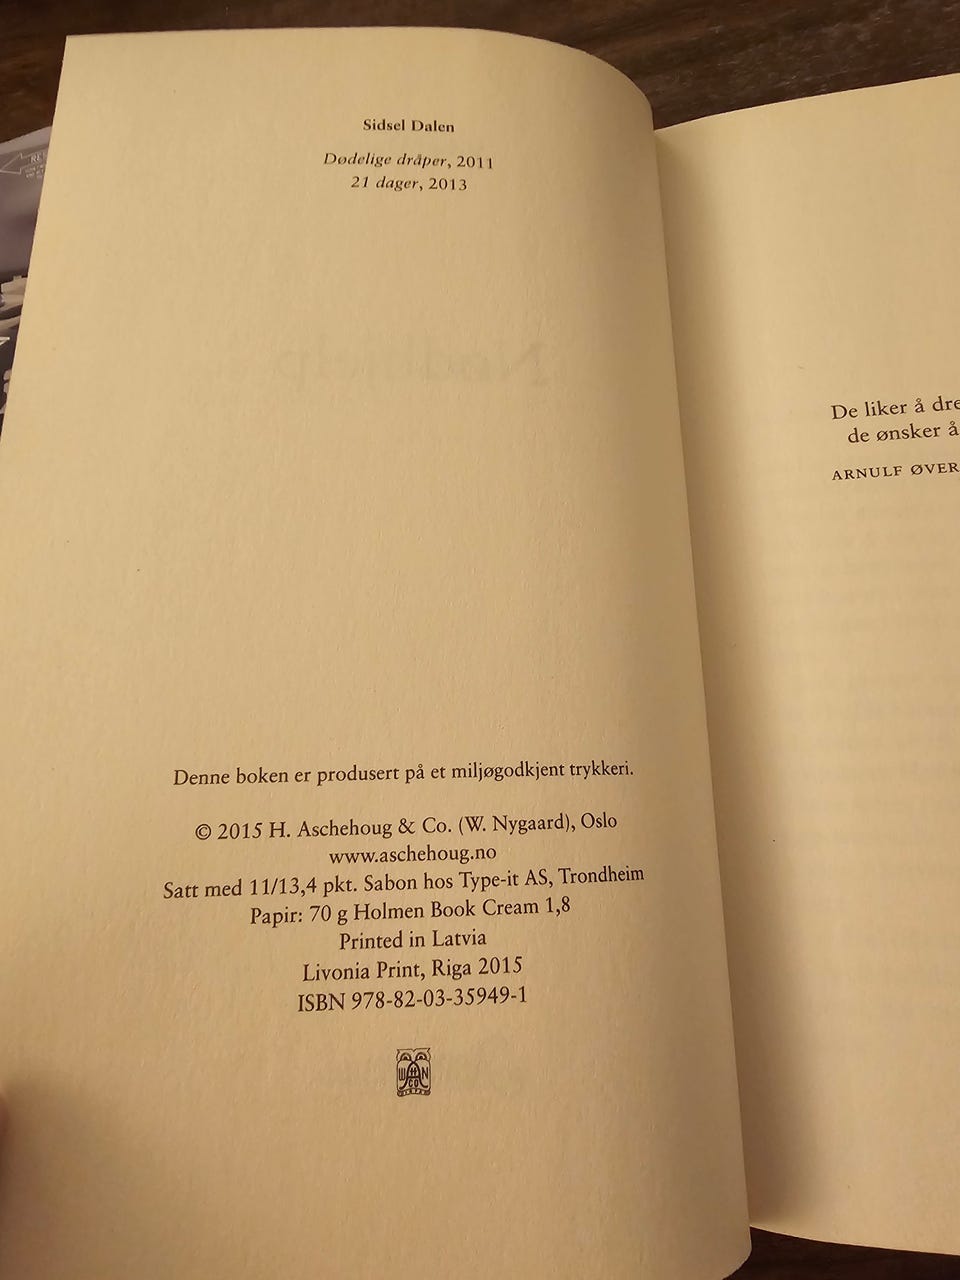 Sidsel Dalen
Dødelige dråper, 2011
21 dager, 2013
Denne boken er produsert på et miljøgodkjent trykkeri.
© 2015 H. Aschehoug & Co. (W. Nygaard), Oslo
www.aschehoug.no
Satt med 11/13,4 pkt. Sabon hos Type-it AS, Trondheim
Papir: 70 g Holmen Book Cream 1,8
Printed in Latvia
Livonia Print, Riga 2015
ISBN 978-82-03-35949-1
De liker å dre
de ønsker å
ARNULF ØVER